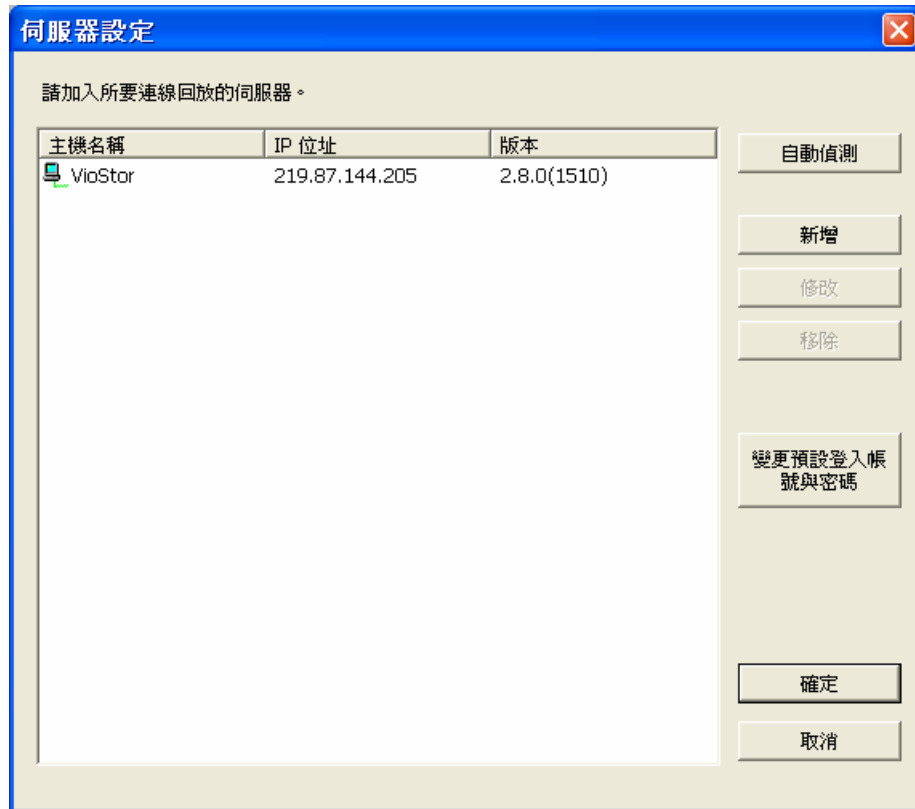 伺服器設定
請加入所要連線回放的伺服器。
主機名稱 IP 位址 版本
VioStor 219.87.144.205 2.8.0(1510)
自動偵測
新增
修改
移除
變更預設登入帳
號與密碼
確定
取消